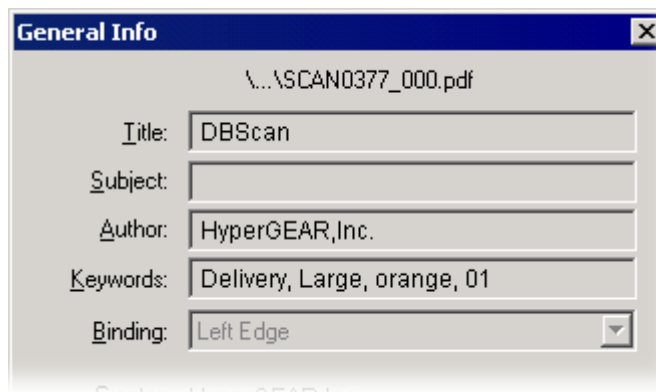 General Info
\...\SCAN0377_000.pdf
Title: DBScan
Subject:
Author: HyperGEAR,Inc.
Keywords: Delivery, Large, orange, 01
Binding: Left Edge